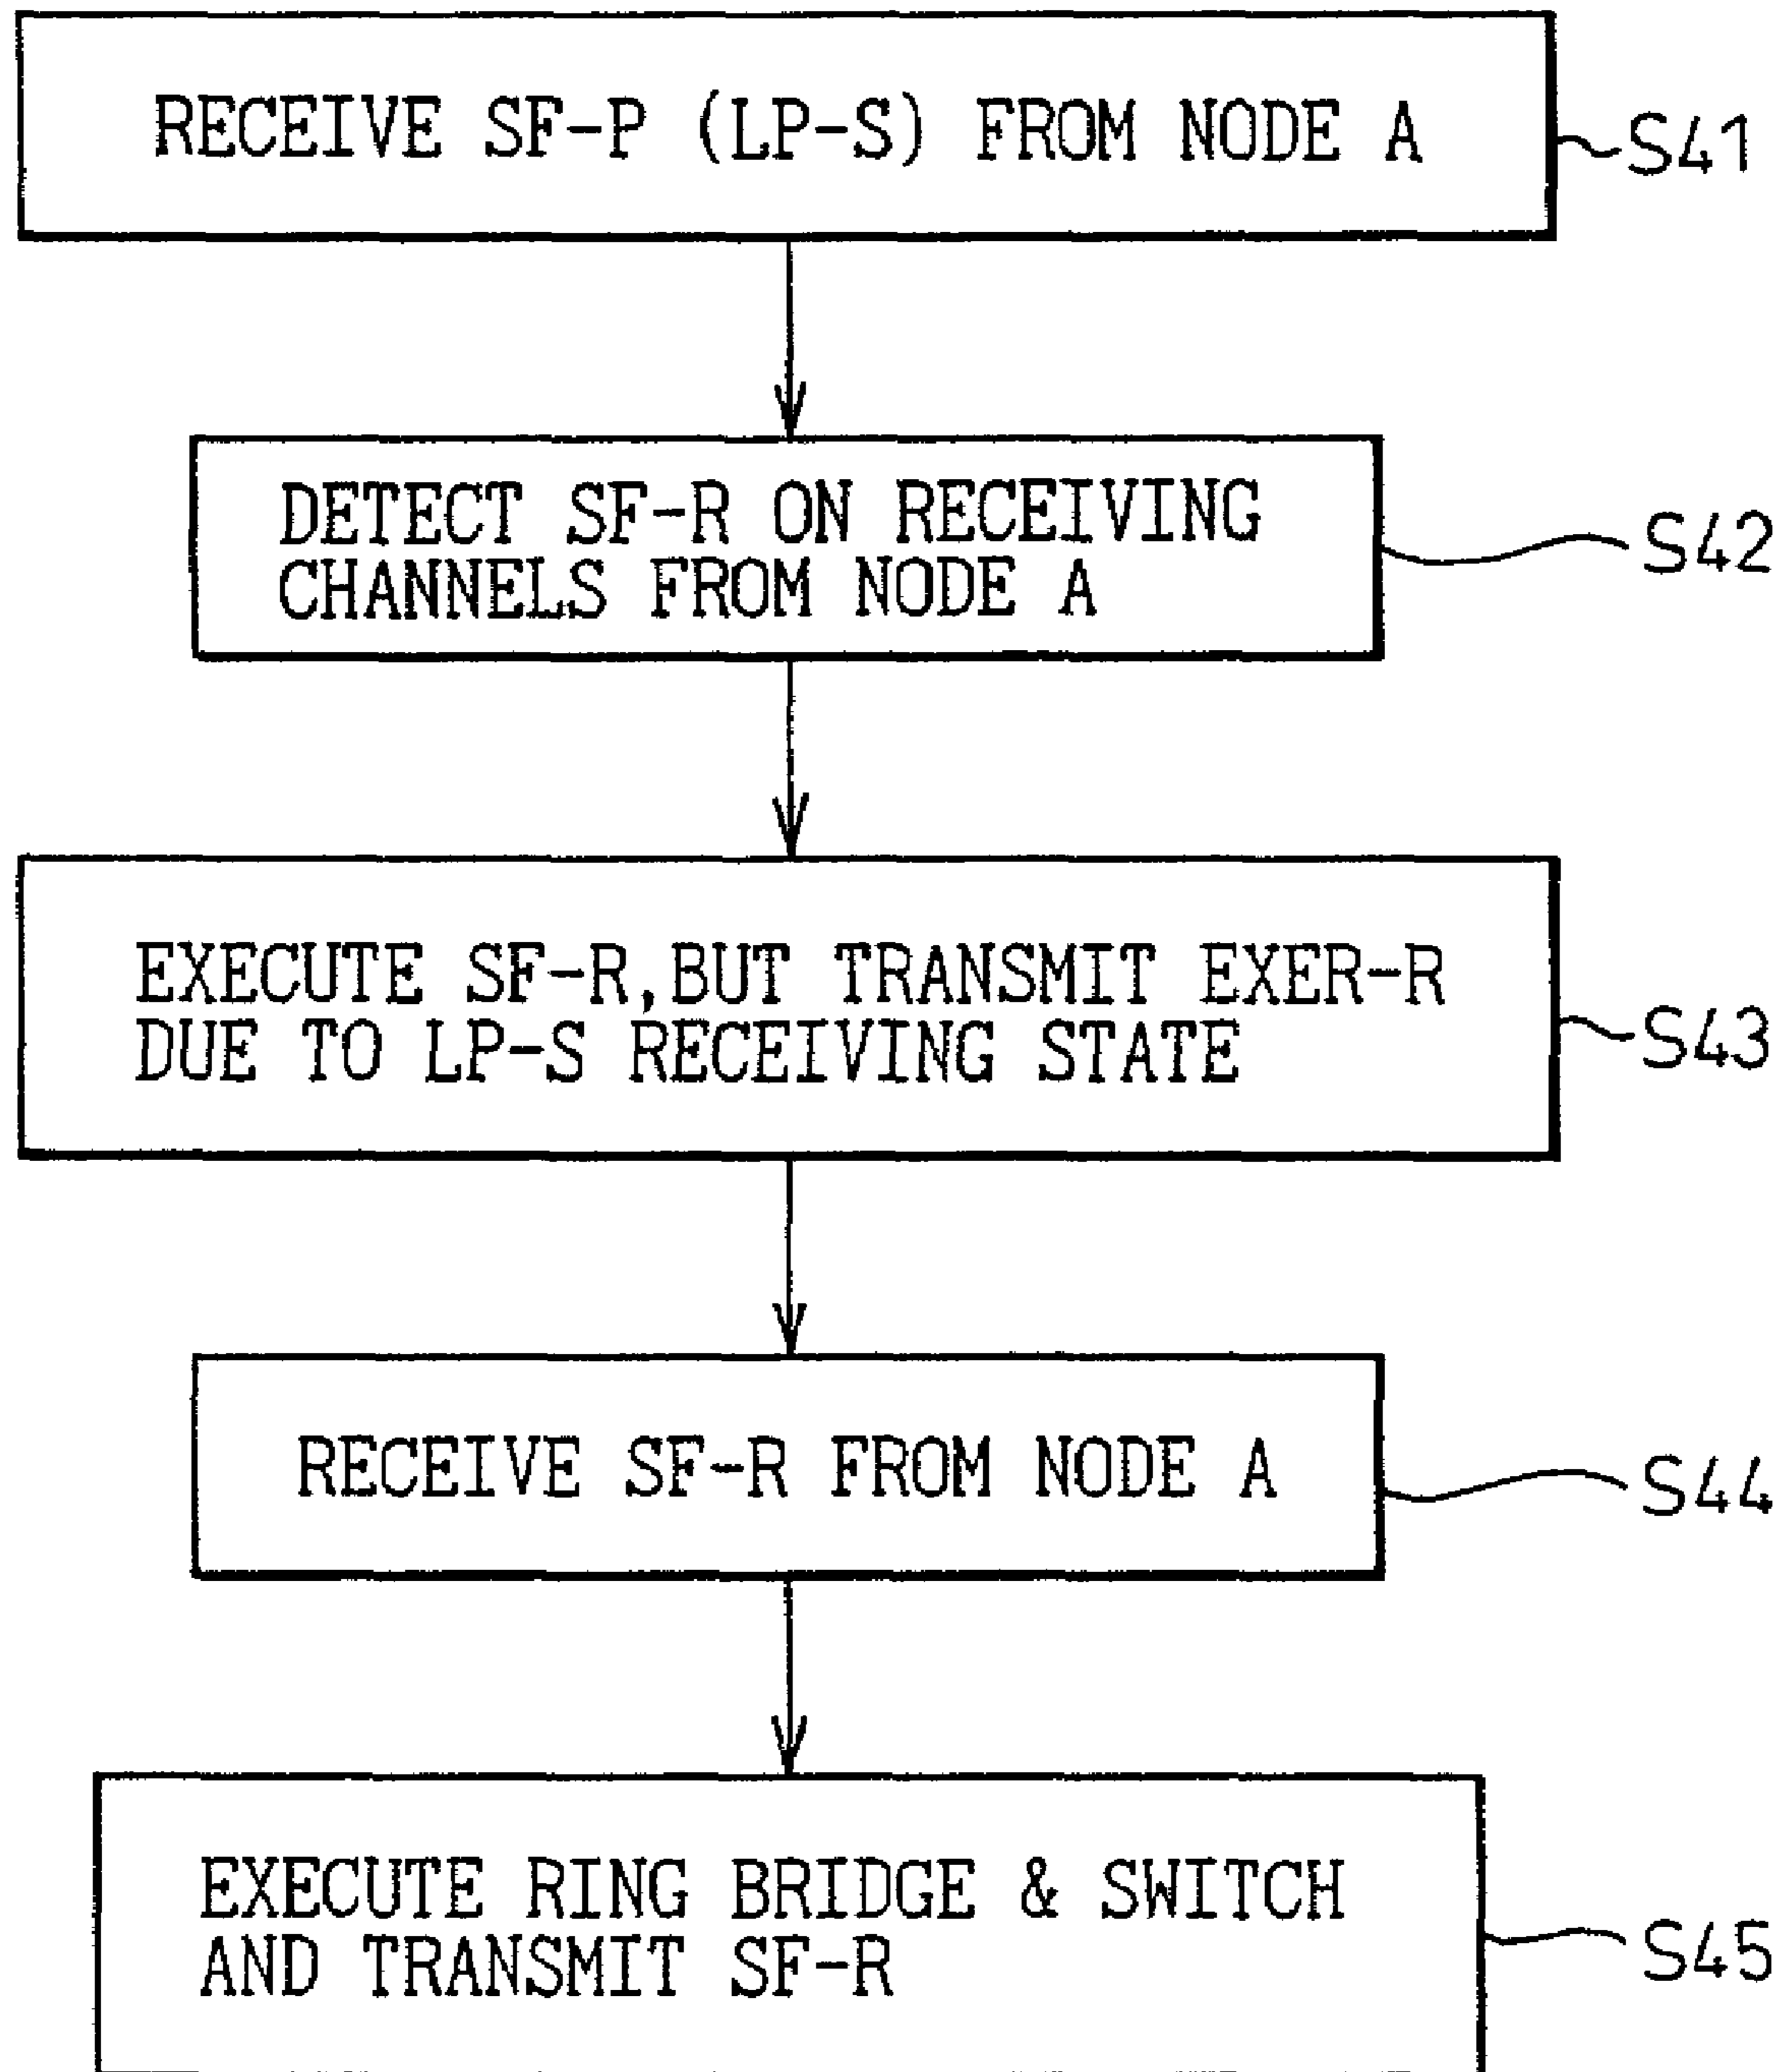 RECEIVE SF-P (LP-S) FROM NODE A
S41
DETECT SF-R ON RECEIVING
CHANNELS FROM NODE A
S42
EXECUTE SF-R, BUT TRANSMIT EXER-R
DUE TO LP-S RECEIVING STATE
S43
RECEIVE SF-R FROM NODE A
S44
EXECUTE RING BRIDGE & SWITCH
AND TRANSMIT SF-R
S45